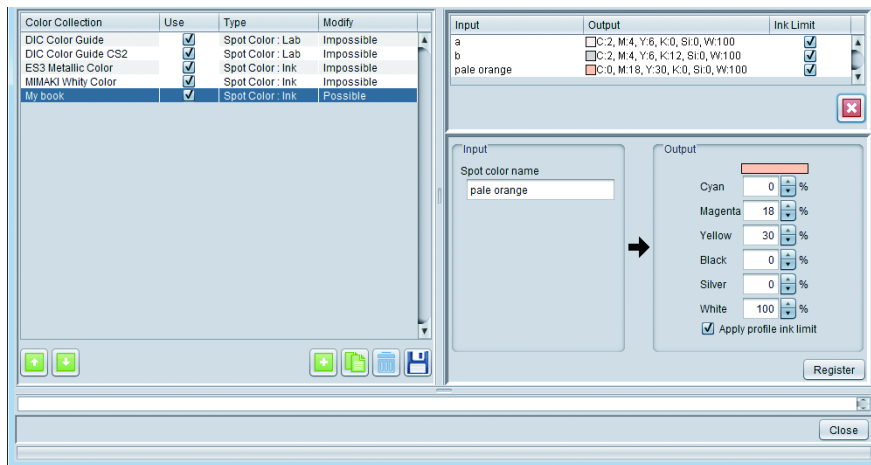 Color Collection Use Type Modify
DIC Color Guide Spot Color : Lab Impossible
DIC Color Guide CS2 Spot Color : Lab Impossible
ES3 Metallic Color Spot Color : Ink Impossible
MIMAKI Whity Color Spot Color : Ink Impossible
My book Spot Color : Ink Possible
Input Output Ink Limit
a C:2, M:4, Y:6, K:0, Si:0, W:100
b C:2, M:4, Y:6, K:12, Si:0, W:100
pale orange C:0, M:18, Y:30, K:0, Si:0, W:100
Input
Spot color name
pale orange
Output
Cyan 0 %
Magenta 18 %
Yellow 30 %
Black 0 %
Silver 0 %
White 100 %
Apply profile ink limit
Register
Close